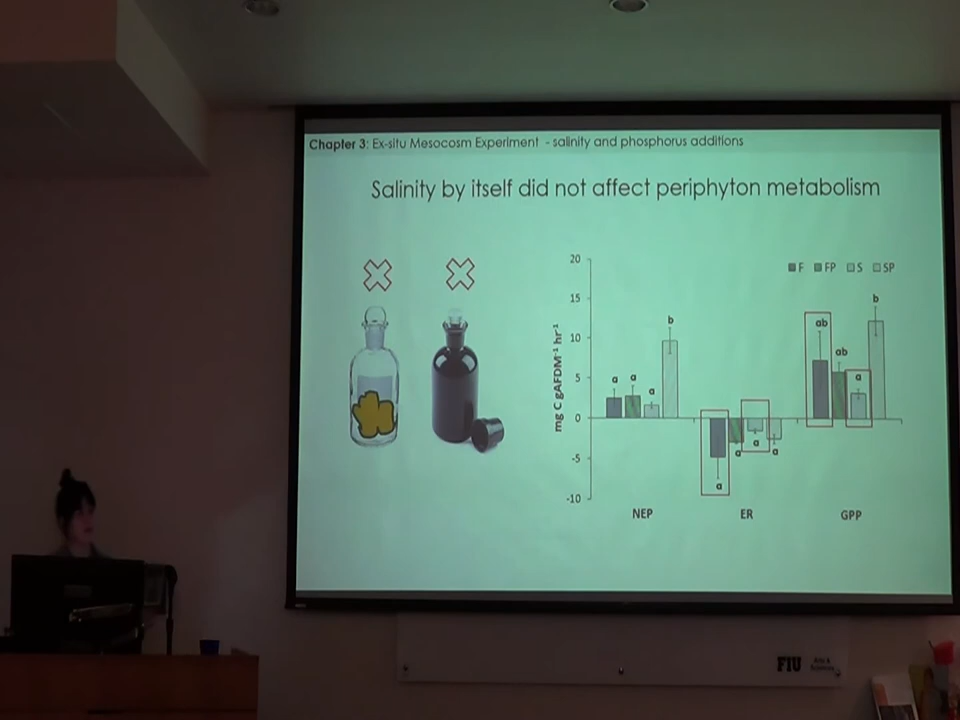 Chapter 3: Ex-situ Mesocosm Experiment - salinity and phosphorus additions
Salinity by itself did not affect periphyton metabolism
20
15
10
5
0
-5
-10
mg C gAFDM⁻¹ hr⁻¹
F FP S SP
a a a b
a a a a
ab ab a b
NEP ER GPP
FIU Arts &
Sciences